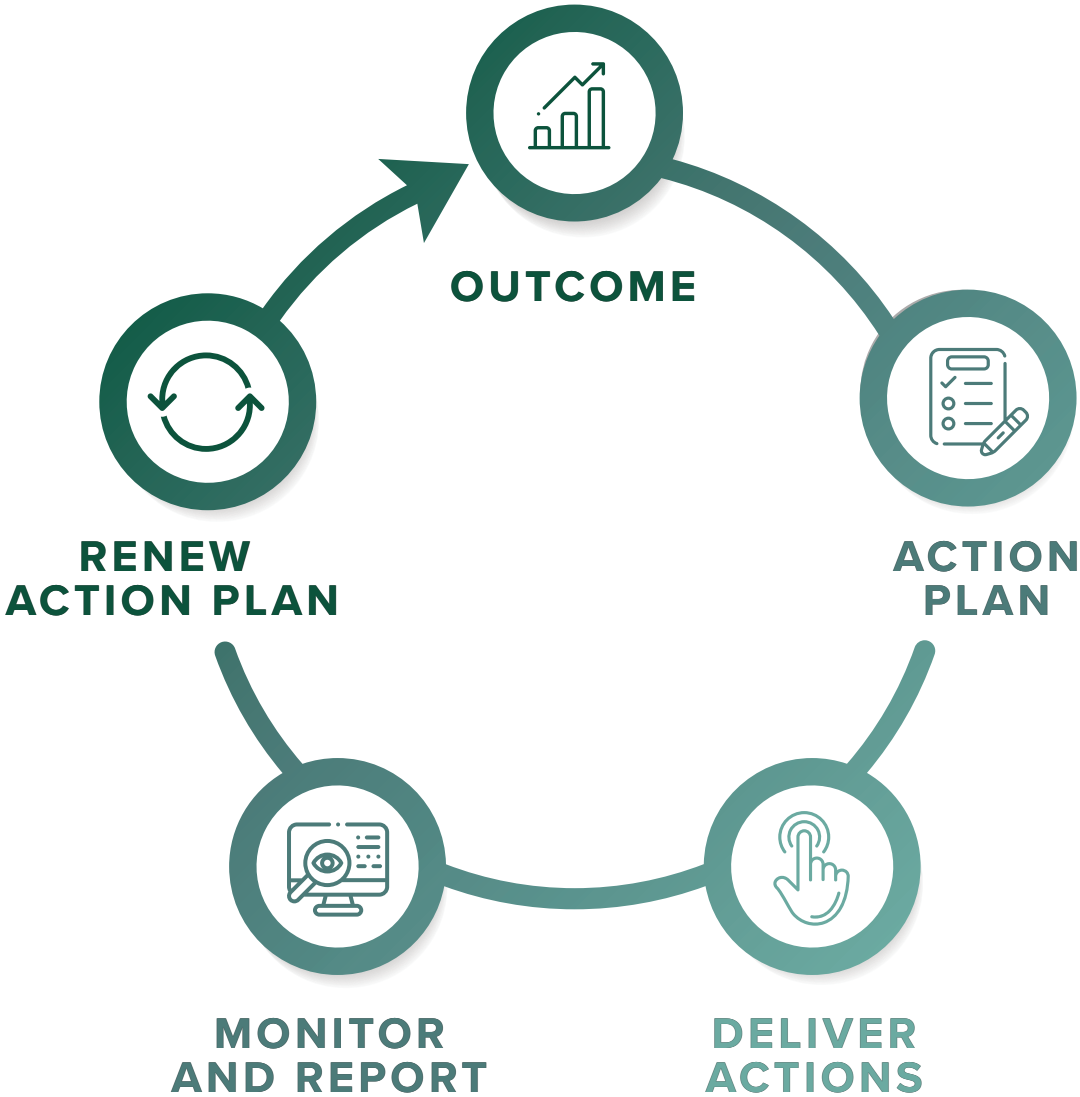 OUTCOME
ACTION
PLAN
DELIVER
ACTIONS
MONITOR
AND REPORT
RENEW
ACTION PLAN